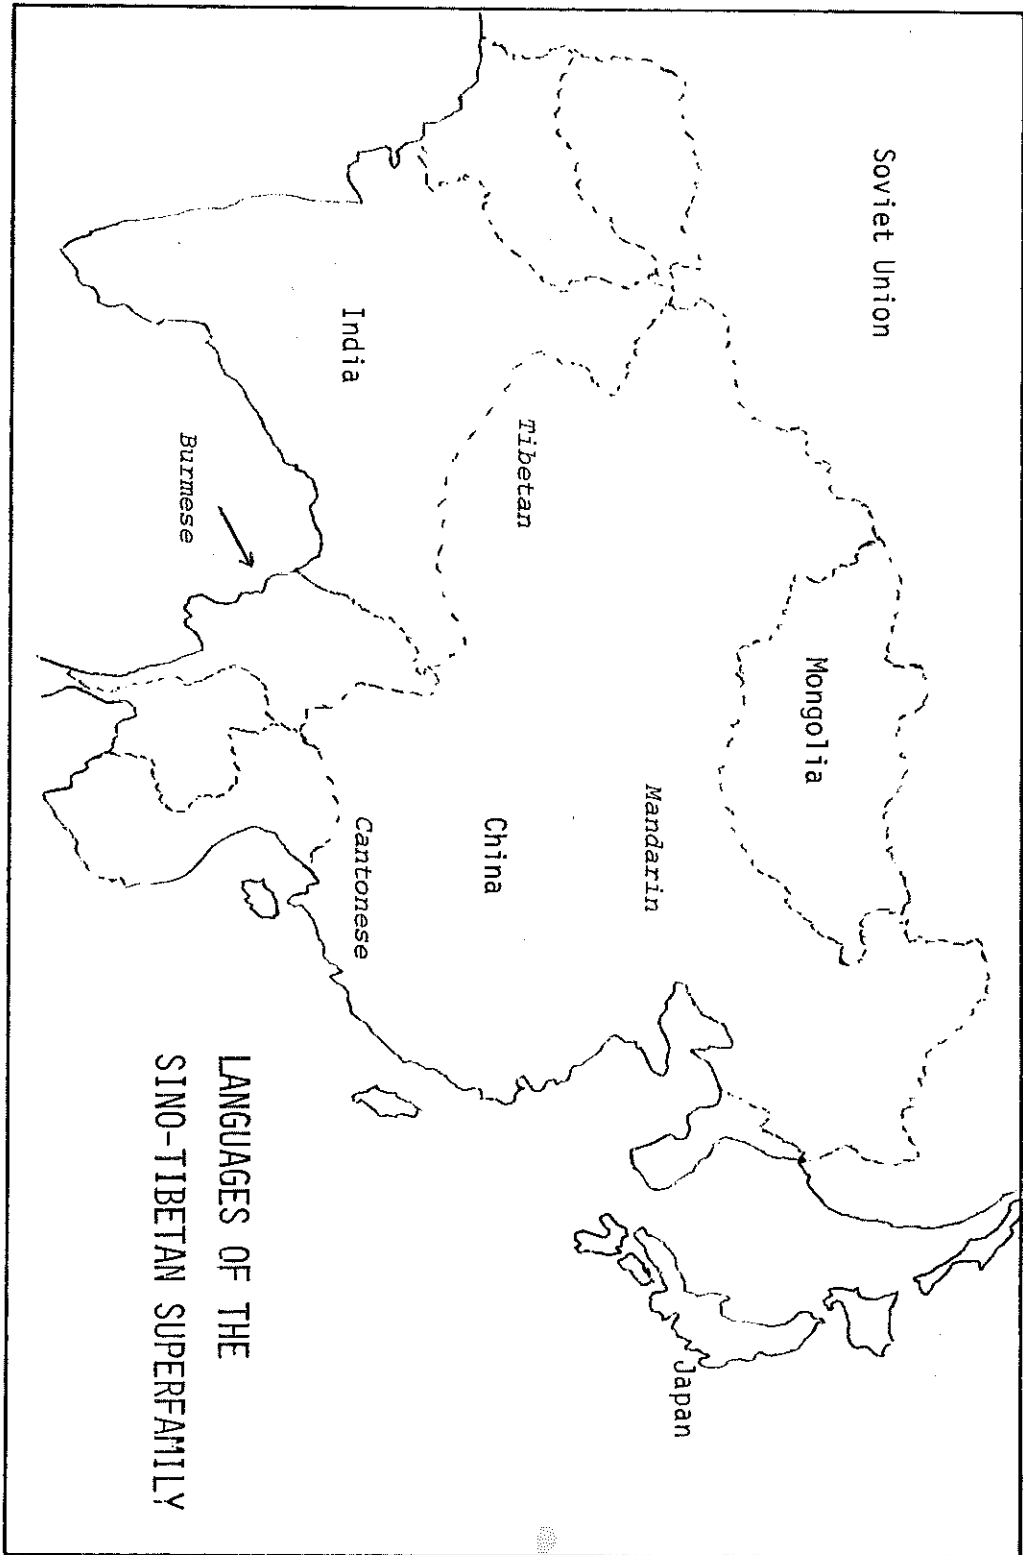 Soviet Union
Mongolia
Mandarin
Tibetan
China
Japan
India
Cantonese
Burmese
LANGUAGES OF THE
SINO-TIBETAN SUPERFAMILY